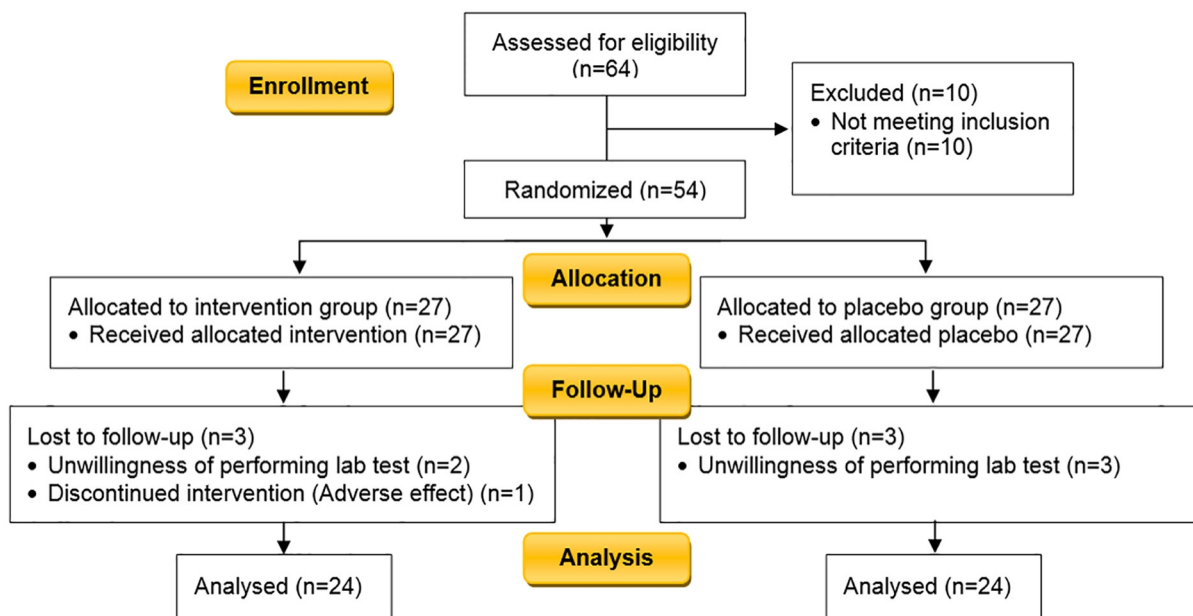 Assessed for eligibility
(n=64)
Enrollment
Excluded (n=10)
• Not meeting inclusion
criteria (n=10)
Randomized (n=54)
Allocation
Allocated to intervention group (n=27)
• Received allocated intervention (n=27)
Allocated to placebo group (n=27)
• Received allocated placebo (n=27)
Follow-Up
Lost to follow-up (n=3)
• Unwillingness of performing lab test (n=2)
• Discontinued intervention (Adverse effect) (n=1)
Lost to follow-up (n=3)
• Unwillingness of performing lab test (n=3)
Analysis
Analysed (n=24)
Analysed (n=24)